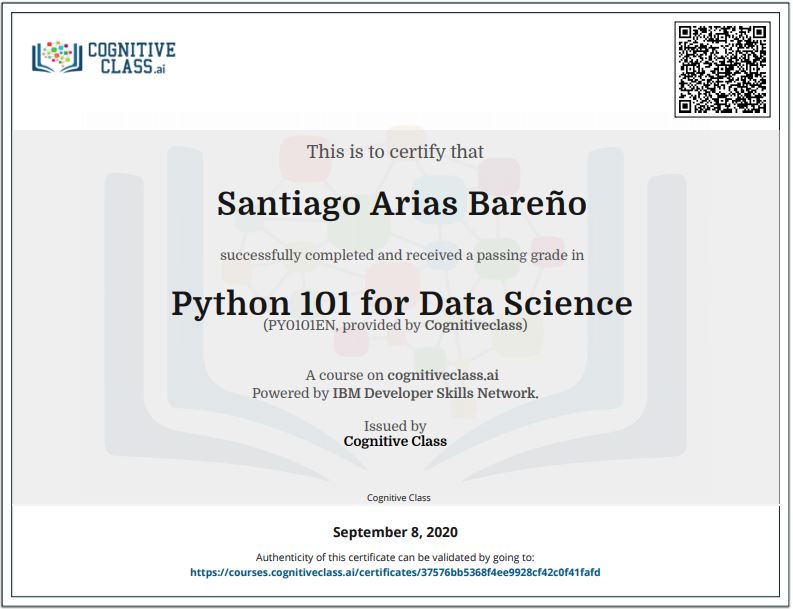 COGNITIVE
CLASS.ai
This is to certify that
Santiago Arias Bareño
successfully completed and received a passing grade in
Python 101 for Data Science
(PY0101EN, provided by Cognitiveclass)
A course on cognitiveclass.ai
Powered by IBM Developer Skills Network.
Issued by
Cognitive Class
Cognitive Class
September 8, 2020
Authenticity of this certificate can be validated by going to:
https://courses.cognitiveclass.ai/certificates/37576bb5368f4ee9928cf42c0f41fafd